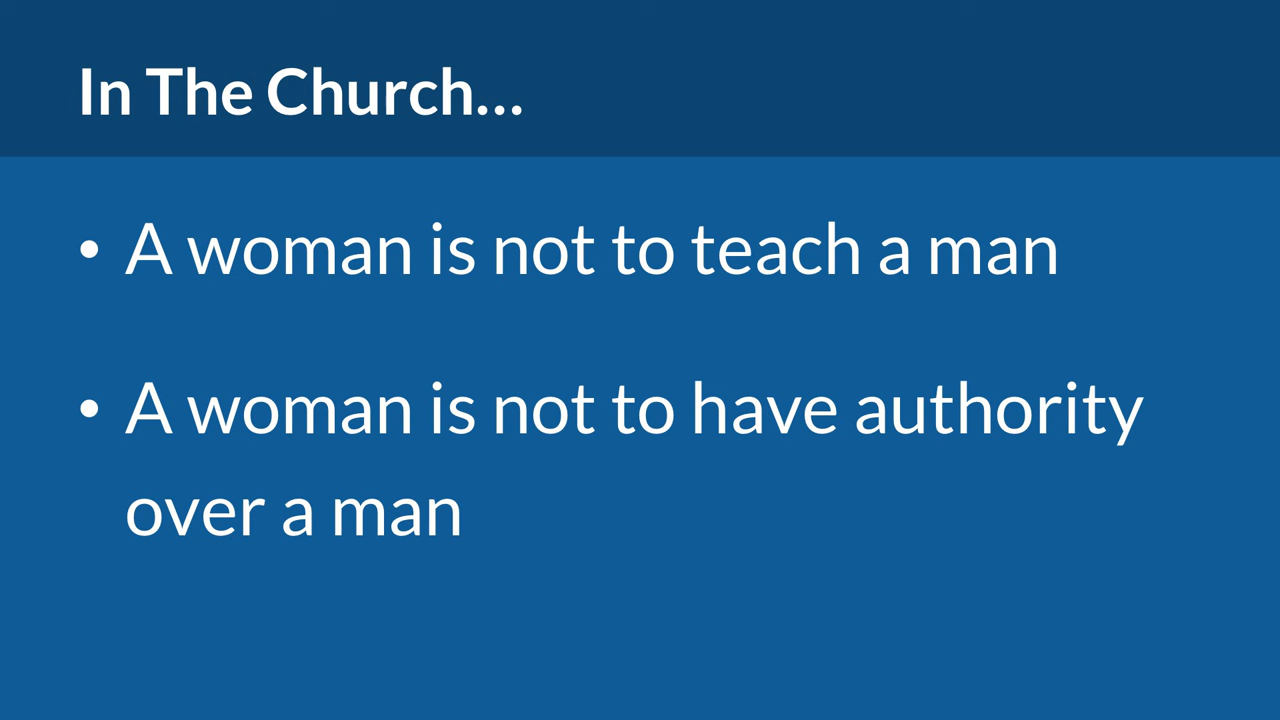 In The Church...
• A woman is not to teach a man
• A woman is not to have authority
over a man